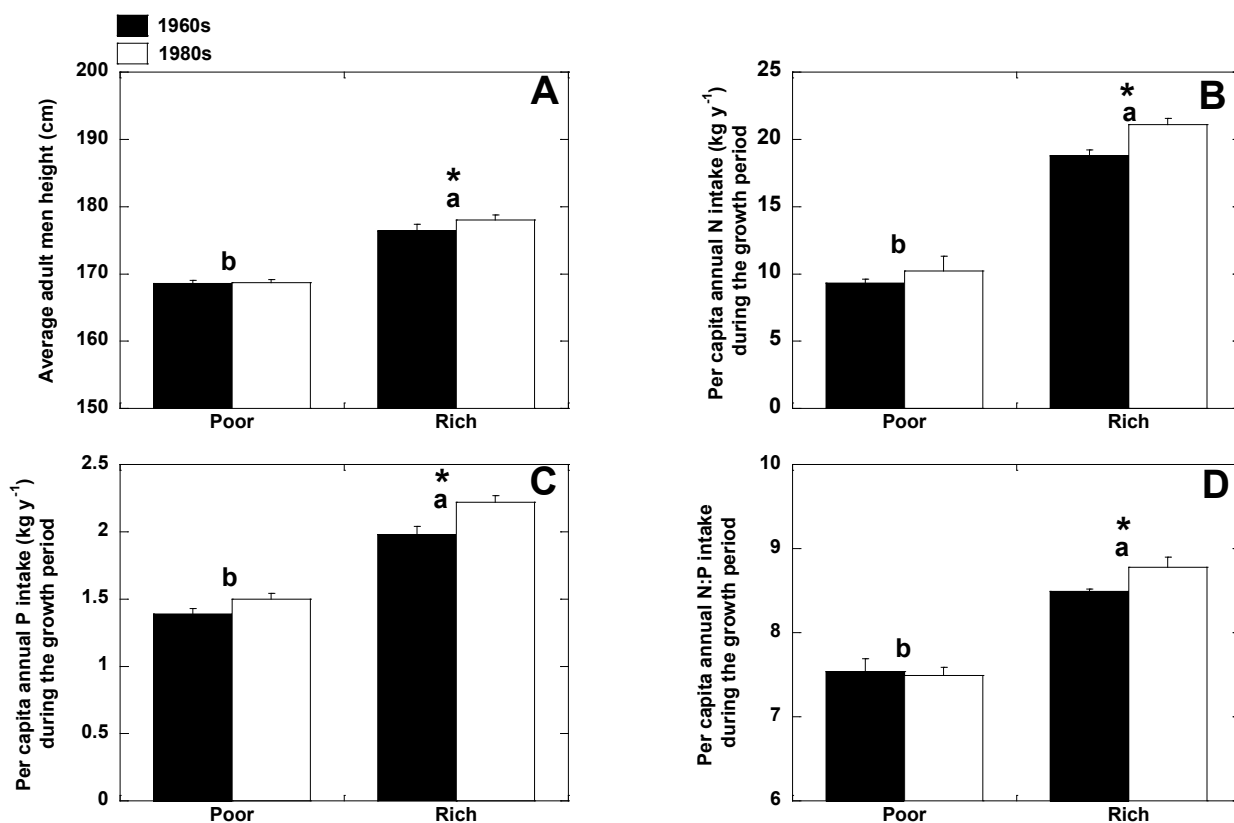 1960s
1980s
A
Average adult men height (cm)
200
190
180
170
160
150
b
*
a
Poor Rich
B
Per capita annual N intake (kg y⁻¹)
during the growth period
25
20
15
10
5
0
b
*
a
Poor Rich
C
Per capita annual P intake (kg y⁻¹)
during the growth period
2.5
2
1.5
1
0.5
0
b
*
a
Poor Rich
D
Per capita annual N:P intake
during the growth period
10
9
8
7
6
b
*
a
Poor Rich